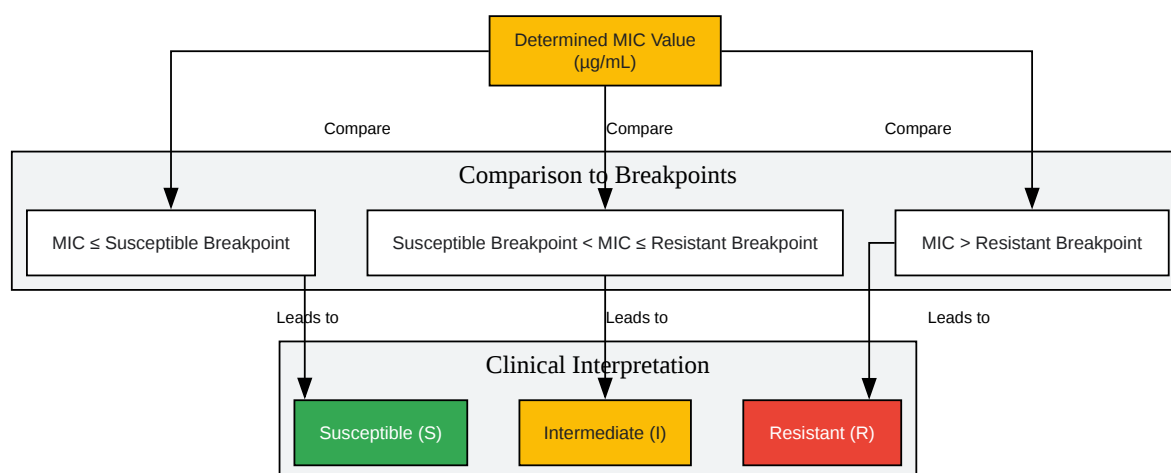 Determined MIC Value
(µg/mL)
Compare
Compare
Compare
Comparison to Breakpoints
MIC ≤ Susceptible Breakpoint
Susceptible Breakpoint < MIC ≤ Resistant Breakpoint
MIC > Resistant Breakpoint
Leads to
Leads to
Leads to
Clinical Interpretation
Susceptible (S)
Intermediate (I)
Resistant (R)